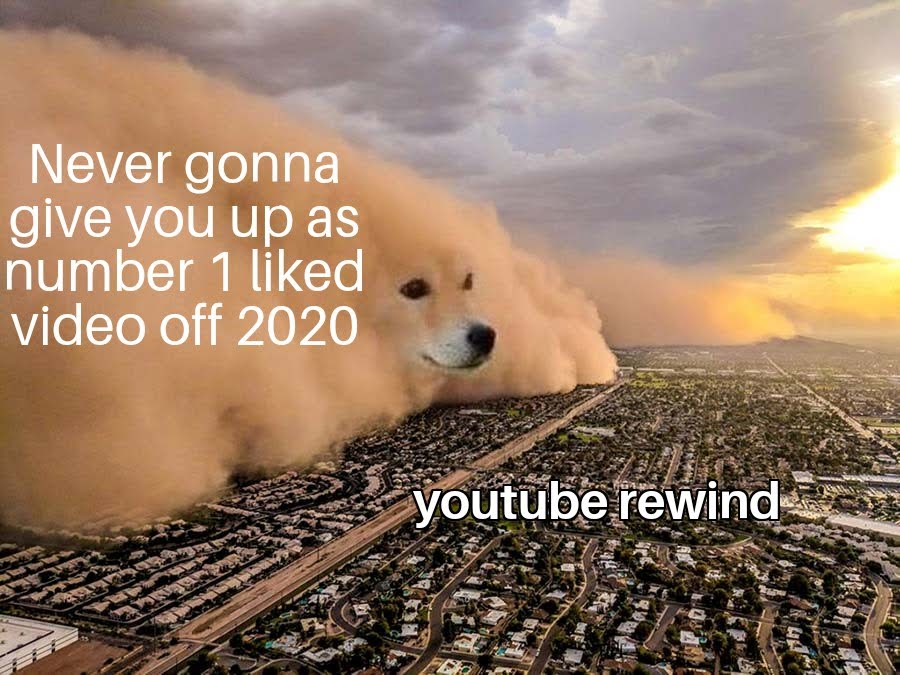 Never gonna
give you up as
number 1 liked
video off 2020
youtube rewind